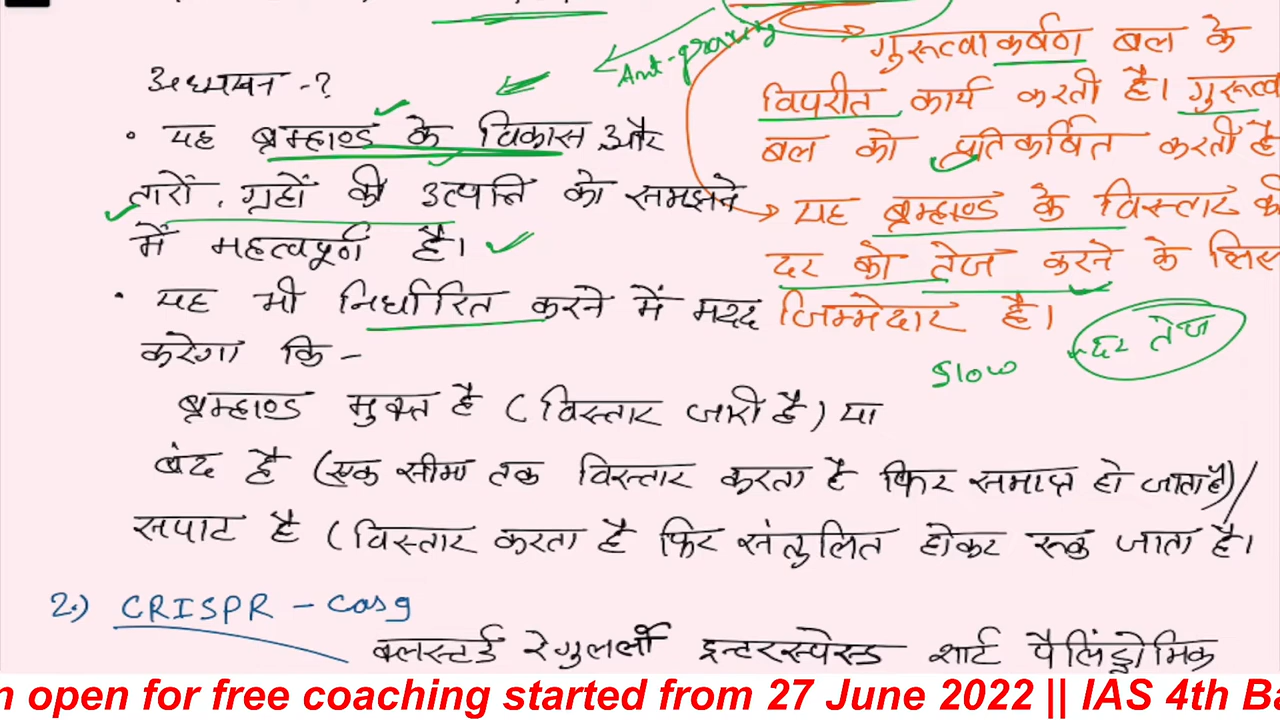 Ant-gravity
गुरुत्वाकर्षण बल के
विपरीत कार्य करती है। गुरुत्व
बल को प्रतिकर्षित करती है
यह ब्रम्हाण्ड के विस्तार की
दर को तेज करने के लिए
जिम्मेदार है।
slow
दर तेज
अध्ययन -?
• यह ब्रम्हाण्ड के विकास और
तारों, ग्रहों की उत्पत्ति को समझने
में महत्वपूर्ण है।
• यह भी निर्धारित करने में मदद
करेगा कि -
ब्रम्हाण्ड मुक्त है (विस्तार जारी है) या
बंद है (एक सीमा तक विस्तार करता है फिर समाप्त हो जाता है) /
सपाट है (विस्तार करता है फिर संतुलित होकर रुक जाता है।
2.) CRISPR - Cas9
क्लस्टर्ड रेगुलर्ली इन्टरस्पेस्ड शार्ट पैलिंड्रोमिक
n open for free coaching started from 27 June 2022 || IAS 4th Ba